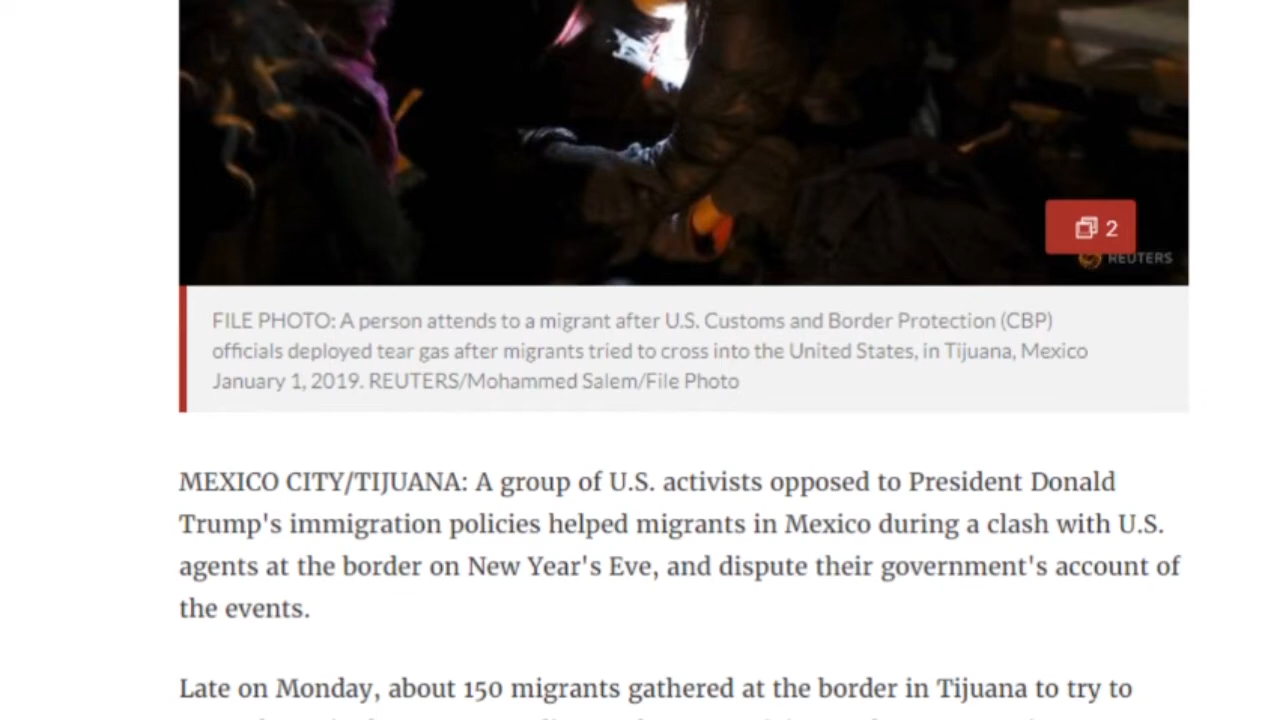 2
REUTERS
FILE PHOTO: A person attends to a migrant after U.S. Customs and Border Protection (CBP)
officials deployed tear gas after migrants tried to cross into the United States, in Tijuana, Mexico
January 1, 2019. REUTERS/Mohammed Salem/File Photo
MEXICO CITY/TIJUANA: A group of U.S. activists opposed to President Donald
Trump's immigration policies helped migrants in Mexico during a clash with U.S.
agents at the border on New Year's Eve, and dispute their government's account of
the events.
Late on Monday, about 150 migrants gathered at the border in Tijuana to try to